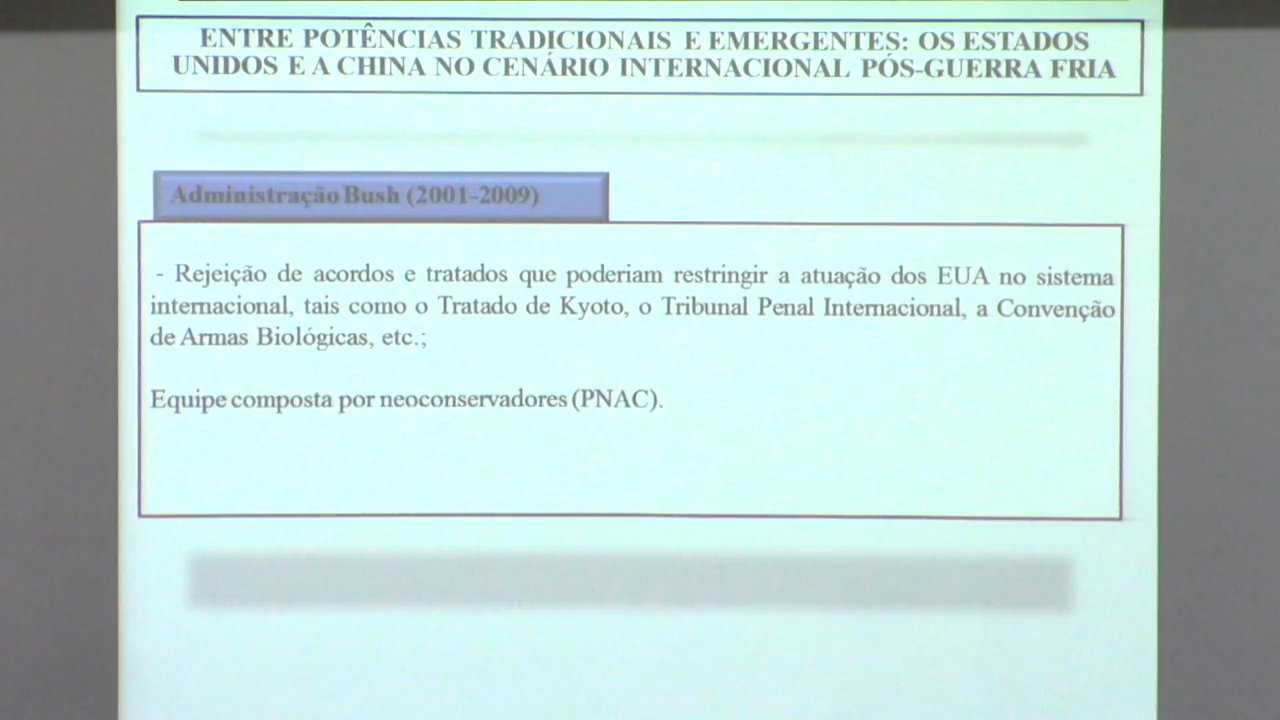 ENTRE POTÊNCIAS TRADICIONAIS E EMERGENTES: OS ESTADOS
UNIDOS E A CHINA NO CENÁRIO INTERNACIONAL PÓS-GUERRA FRIA
Administração Bush (2001-2009)
- Rejeição de acordos e tratados que poderiam restringir a atuação dos EUA no sistema
internacional, tais como o Tratado de Kyoto, o Tribunal Penal Internacional, a Convenção
de Armas Biológicas, etc.;
Equipe composta por neoconservadores (PNAC).